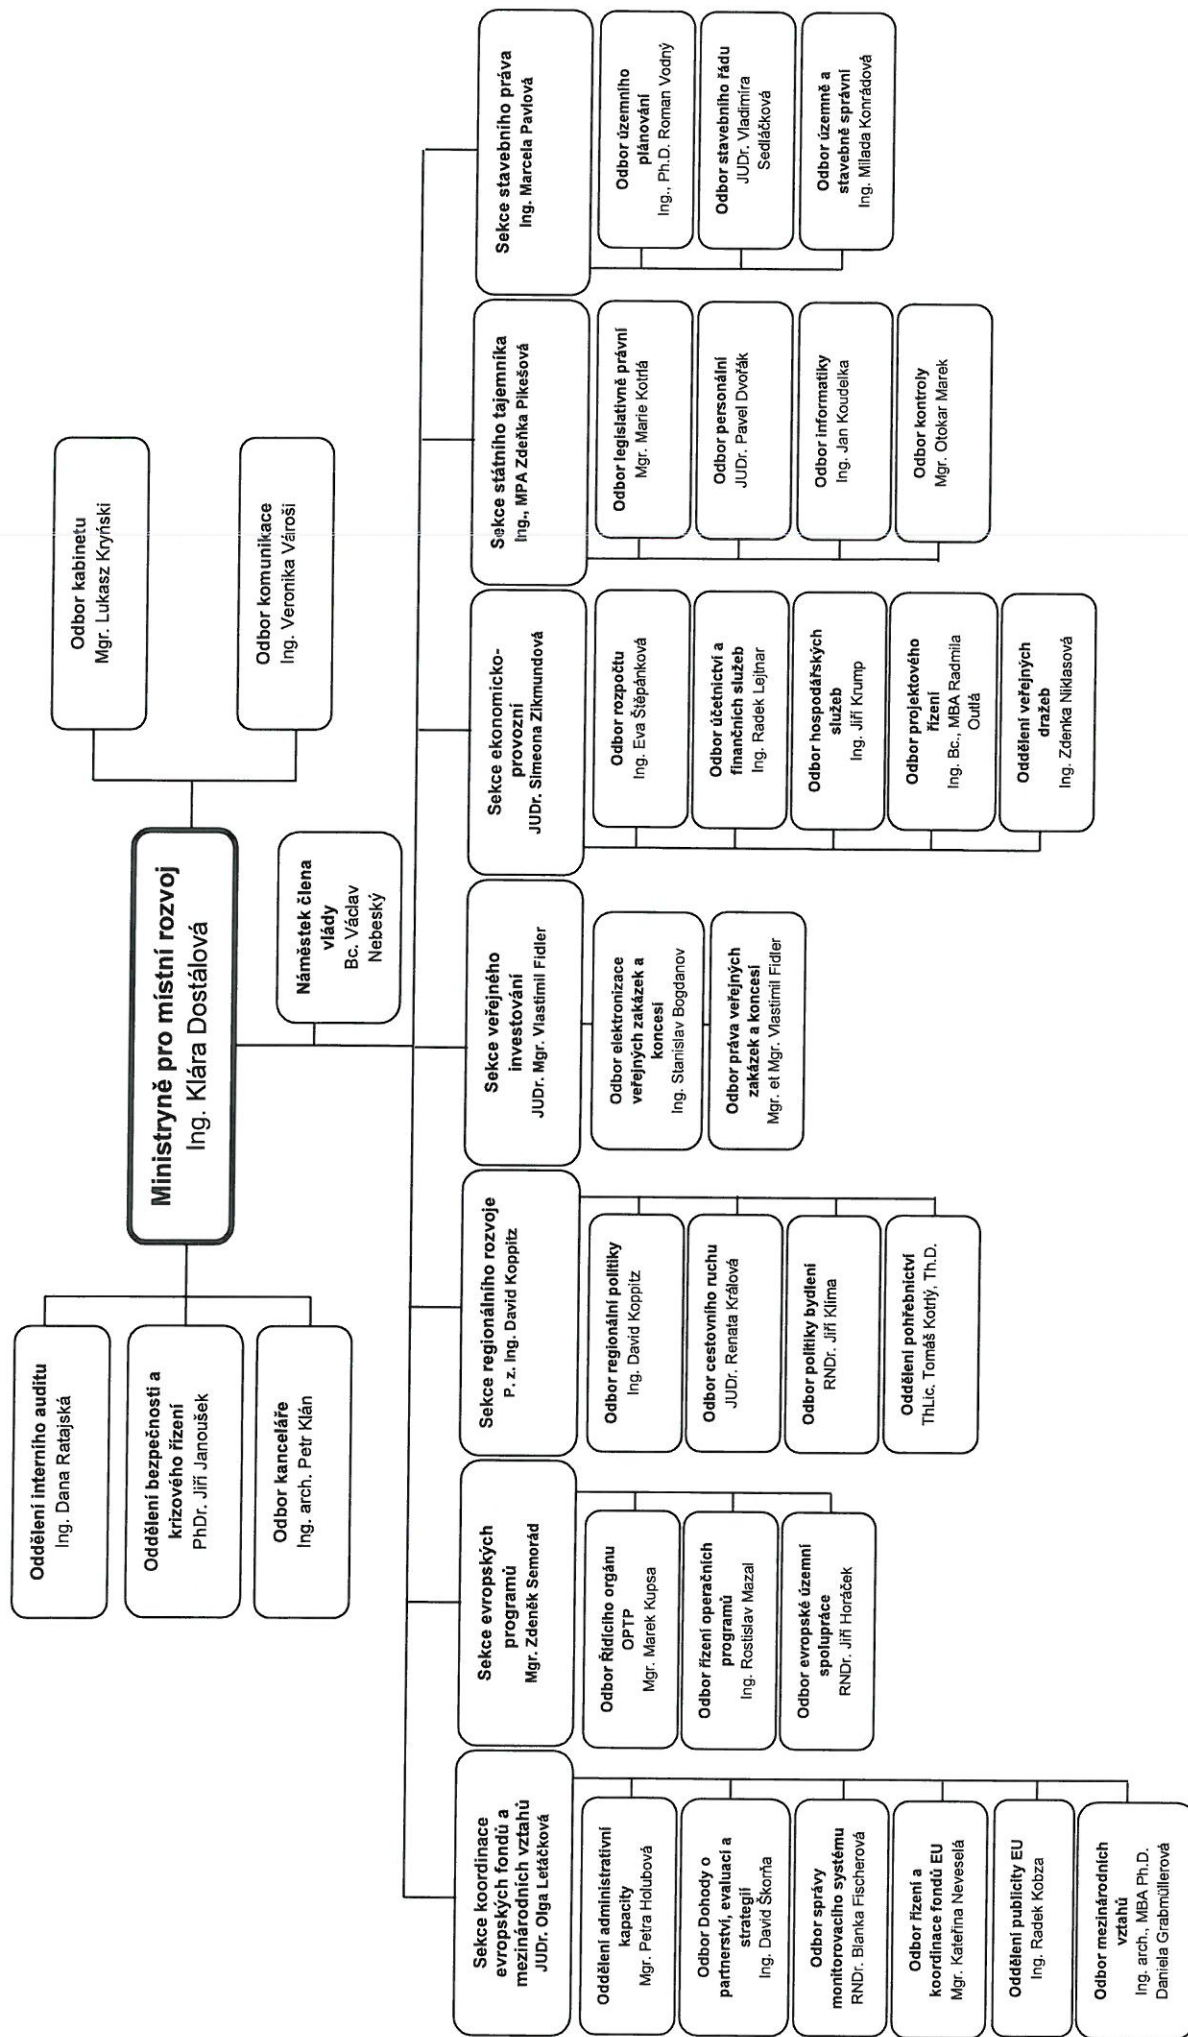 Oddělení interního auditu
Ing. Dana Ratajská
Oddělení bezpečnosti a
krizového řízení
PhDr. Jiří Janoušek
Odbor kanceláře
Ing. arch. Petr Klán
Ministryně pro místní rozvoj
Ing. Klára Dostálová
Odbor kabinetu
Mgr. Lukasz Kryński
Odbor komunikace
Ing. Veronika Városi
Náměstek člena
vlády
Bc. Václav
Nebeský
Sekce koordinace
evropských fondů a
mezinárodních vztahů
JUDr. Olga Letáčková
Oddělení administrativní
kapacity
Mgr. Petra Holubová
Odbor Dohody o
partnerství, evaluací a
strategií
Ing. David Škorňa
Odbor správy
monitorovacího systému
RNDr. Blanka Fischerová
Odbor řízení a
koordinace fondů EU
Mgr. Kateřina Neveselá
Oddělení publicity EU
Ing. Radek Kobza
Odbor mezinárodních
vztahů
Ing. arch., MBA Ph.D.
Daniela Grabmüllerová
Sekce evropských
programů
Mgr. Zdeněk Semorád
Odbor Řídícího orgánu
OPTP
Mgr. Marek Kupsa
Odbor řízení operačních
programů
Ing. Rostislav Mazal
Odbor evropské územní
spolupráce
RNDr. Jiří Horáček
Sekce regionálního rozvoje
P. z. Ing. David Koppitz
Odbor regionální politiky
Ing. David Koppitz
Odbor cestovního ruchu
JUDr. Renata Králová
Odbor politiky bydlení
RNDr. Jiří Klíma
Oddělení pohřebnictví
ThLic. Tomáš Kotrlý, Th.D.
Sekce veřejného
investování
JUDr. Mgr. Vlastimil Fidler
Odbor elektronizace
veřejných zakázek a
koncesí
Ing. Stanislav Bogdanov
Odbor práva veřejných
zakázek a koncesí
Mgr. et Mgr. Vlastimil Fidler
Sekce ekonomicko-
provozní
JUDr. Simeona Zikmundová
Odbor rozpočtu
Ing. Eva Štěpánková
Odbor účetnictví a
finančních služeb
Ing. Radek Lejtnar
Odbor hospodářských
služeb
Ing. Jiří Krump
Odbor projektového
řízení
Ing. Bc., MBA Radmila
Outlá
Oddělení veřejných
dražeb
Ing. Zdenka Niklasová
Sekce státního tajemníka
Ing., MPA Zdeňka Pikešová
Odbor legislativně právní
Mgr. Marie Kotrlá
Odbor personální
JUDr. Pavel Dvořák
Odbor informatiky
Ing. Jan Koudelka
Odbor kontroly
Mgr. Otokar Marek
Sekce stavebního práva
Ing. Marcela Pavlová
Odbor územního
plánování
Ing., Ph.D. Roman Vodný
Odbor stavebního řádu
JUDr. Vladimíra
Sedláčková
Odbor územně a
stavebně správní
Ing. Milada Konrádová